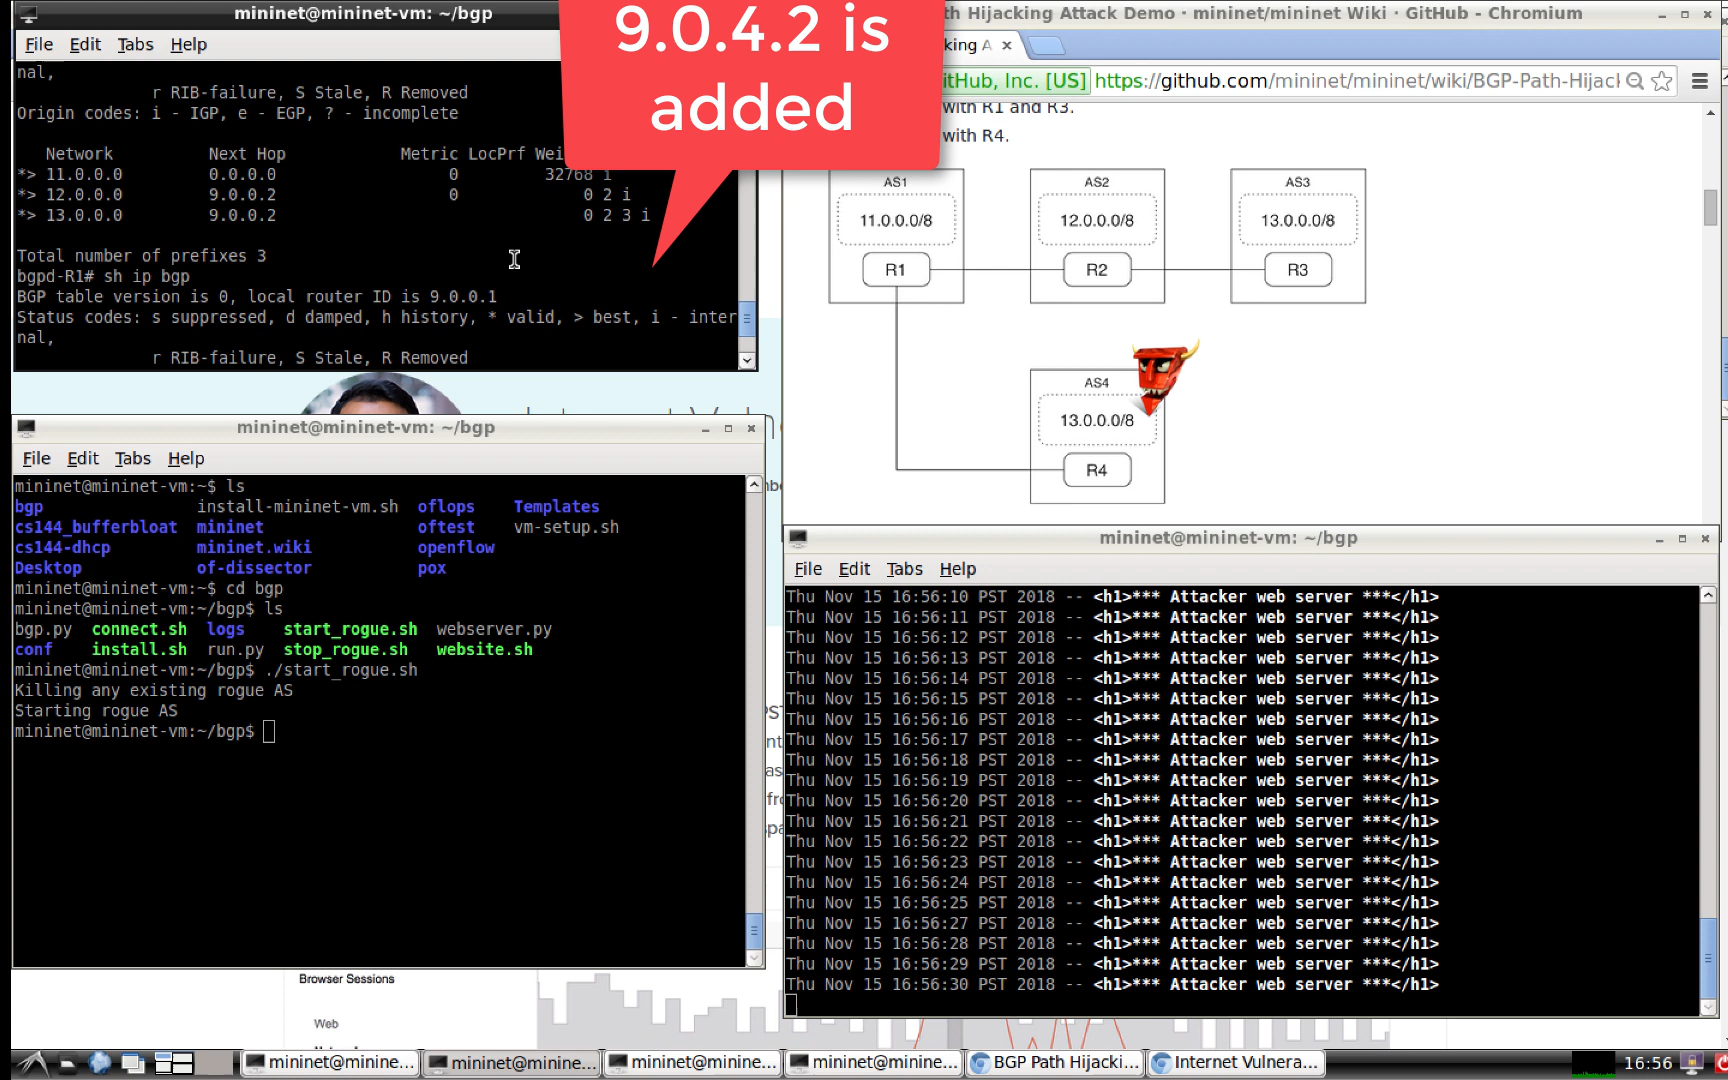 mininet@mininet-vm: ~/bgp
File Edit Tabs Help
nal,
r RIB-failure, S Stale, R Removed
Origin codes: i - IGP, e - EGP, ? - incomplete
Network Next Hop Metric LocPrf Wei
*> 11.0.0.0 0.0.0.0 0 32768 i
*> 12.0.0.0 9.0.0.2 0 0 2 i
*> 13.0.0.0 9.0.0.2 0 2 3 i
Total number of prefixes 3
bgpd-R1# sh ip bgp
BGP table version is 0, local router ID is 9.0.0.1
Status codes: s suppressed, d damped, h history, * valid, > best, i - inter
nal,
r RIB-failure, S Stale, R Removed
9.0.4.2 is
added
th Hijacking Attack Demo · mininet/mininet Wiki · GitHub - Chromium
king A
itHub, Inc. [US] https://github.com/mininet/mininet/wiki/BGP-Path-Hijack
with R1 and R3.
with R4.
AS1 AS2 AS3
11.0.0.0/8 12.0.0.0/8 13.0.0.0/8
R1 R2 R3
AS4
13.0.0.0/8
R4
mininet@mininet-vm: ~/bgp
File Edit Tabs Help
mininet@mininet-vm:~$ ls
bgp install-mininet-vm.sh oflops Templates
cs144_bufferbloat mininet oftest vm-setup.sh
cs144-dhcp mininet.wiki openflow
Desktop of-dissector pox
mininet@mininet-vm:~$ cd bgp
mininet@mininet-vm:~/bgp$ ls
bgp.py connect.sh logs start_rogue.sh webserver.py
conf install.sh run.py stop_rogue.sh website.sh
mininet@mininet-vm:~/bgp$ ./start_rogue.sh
Killing any existing rogue AS
Starting rogue AS
mininet@mininet-vm:~/bgp$
mininet@mininet-vm: ~/bgp
File Edit Tabs Help
Thu Nov 15 16:56:10 PST 2018 -- <h1>*** Attacker web server ***</h1>
Thu Nov 15 16:56:11 PST 2018 -- <h1>*** Attacker web server ***</h1>
Thu Nov 15 16:56:12 PST 2018 -- <h1>*** Attacker web server ***</h1>
Thu Nov 15 16:56:13 PST 2018 -- <h1>*** Attacker web server ***</h1>
Thu Nov 15 16:56:14 PST 2018 -- <h1>*** Attacker web server ***</h1>
Thu Nov 15 16:56:15 PST 2018 -- <h1>*** Attacker web server ***</h1>
Thu Nov 15 16:56:16 PST 2018 -- <h1>*** Attacker web server ***</h1>
Thu Nov 15 16:56:17 PST 2018 -- <h1>*** Attacker web server ***</h1>
Thu Nov 15 16:56:18 PST 2018 -- <h1>*** Attacker web server ***</h1>
Thu Nov 15 16:56:19 PST 2018 -- <h1>*** Attacker web server ***</h1>
Thu Nov 15 16:56:20 PST 2018 -- <h1>*** Attacker web server ***</h1>
Thu Nov 15 16:56:21 PST 2018 -- <h1>*** Attacker web server ***</h1>
Thu Nov 15 16:56:22 PST 2018 -- <h1>*** Attacker web server ***</h1>
Thu Nov 15 16:56:23 PST 2018 -- <h1>*** Attacker web server ***</h1>
Thu Nov 15 16:56:24 PST 2018 -- <h1>*** Attacker web server ***</h1>
Thu Nov 15 16:56:25 PST 2018 -- <h1>*** Attacker web server ***</h1>
Thu Nov 15 16:56:27 PST 2018 -- <h1>*** Attacker web server ***</h1>
Thu Nov 15 16:56:28 PST 2018 -- <h1>*** Attacker web server ***</h1>
Thu Nov 15 16:56:29 PST 2018 -- <h1>*** Attacker web server ***</h1>
Thu Nov 15 16:56:30 PST 2018 -- <h1>*** Attacker web server ***</h1>
Browser Sessions
Web
mininet@minine... mininet@minine... mininet@minine... mininet@minine... BGP Path Hijacki... Internet Vulnera... 16:56